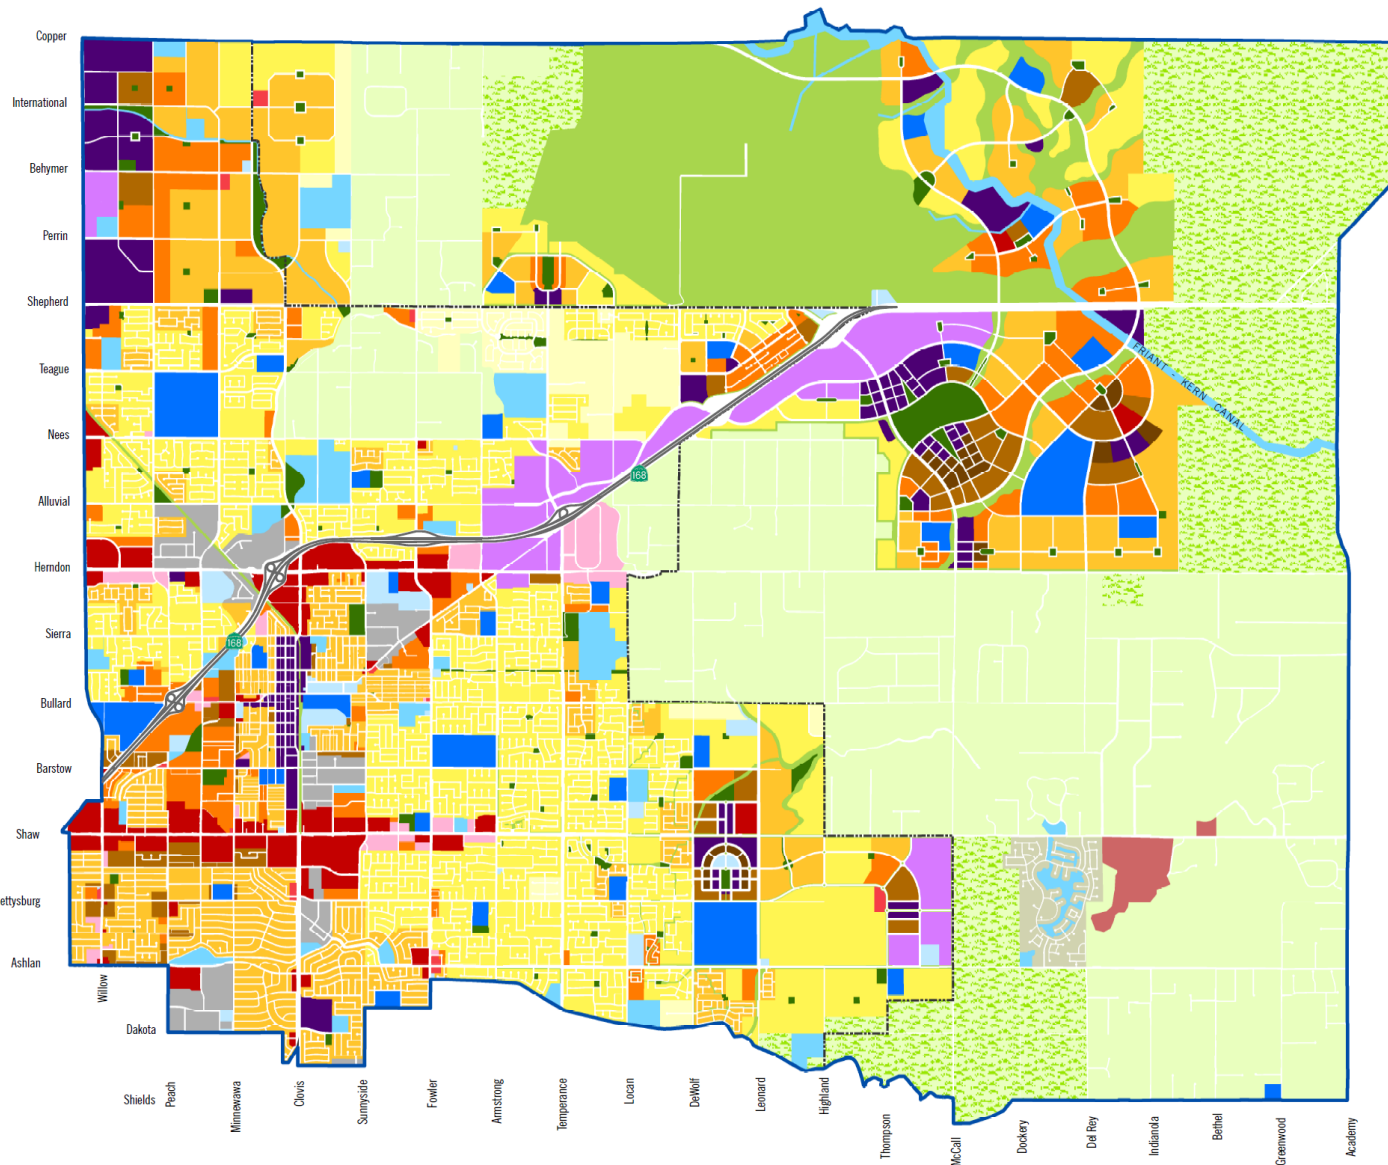 Copper
International
Behymer
Perrin
Shepherd
Teague
Nees
Alluvial
Herndon
Sierra
Bullard
Barstow
Shaw
ettysburg
Ashlan
Dakota
Shields
FRIANT - KERN CANAL
168
168
Willow
Peach
Minnewawa
Clovis
Sunnyside
Fowler
Armstrong
Temperance
Locan
DeWolf
Leonard
Highland
Thompson
McCall
Dockery
Del Rey
Indianola
Bethel
Greenwood
Academy